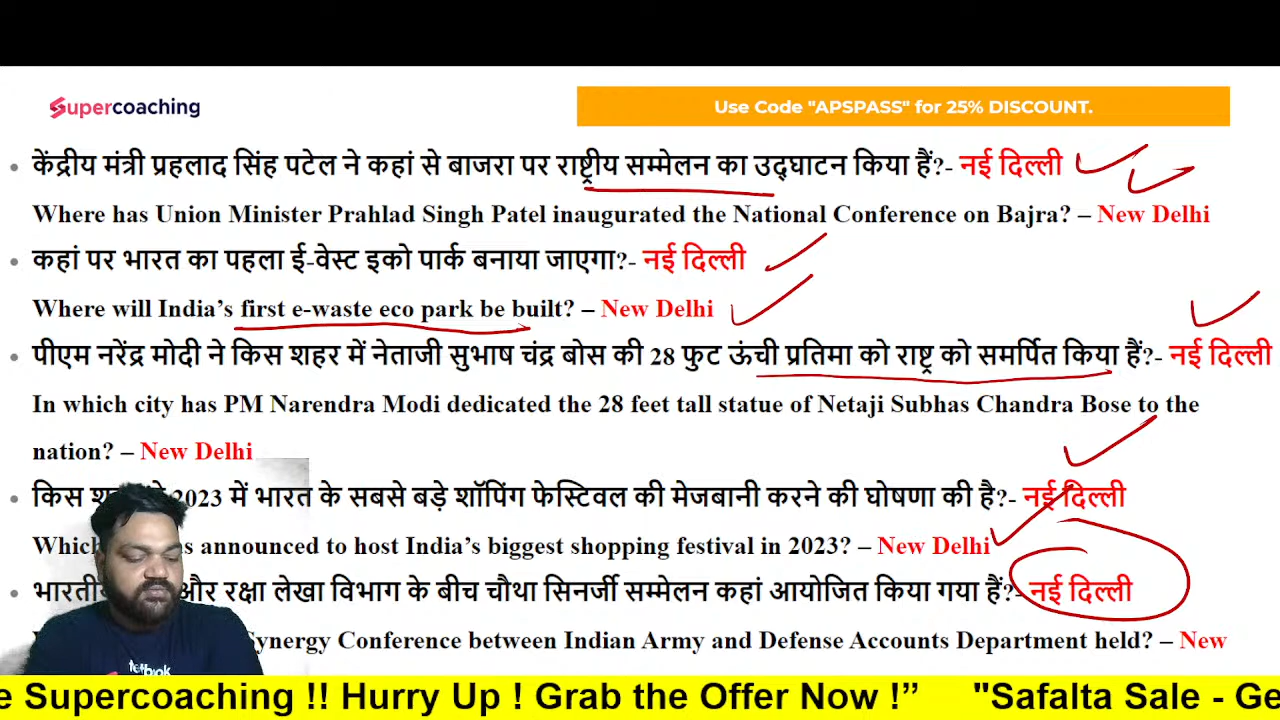 Supercoaching
Use Code "APSPASS" for 25% DISCOUNT.
केंद्रीय मंत्री प्रहलाद सिंह पटेल ने कहां से बाजरा पर राष्ट्रीय सम्मेलन का उद्घाटन किया हैं?- नई दिल्ली
Where has Union Minister Prahlad Singh Patel inaugurated the National Conference on Bajra? – New Delhi
कहां पर भारत का पहला ई-वेस्ट इको पार्क बनाया जाएगा?- नई दिल्ली
Where will India’s first e-waste eco park be built? – New Delhi
पीएम नरेंद्र मोदी ने किस शहर में नेताजी सुभाष चंद्र बोस की 28 फुट ऊंची प्रतिमा को राष्ट्र को समर्पित किया हैं?- नई दिल्ली
In which city has PM Narendra Modi dedicated the 28 feet tall statue of Netaji Subhas Chandra Bose to the
nation? – New Delhi
किस 2023 में भारत के सबसे बड़े शॉपिंग फेस्टिवल की मेजबानी करने की घोषणा की है?- नई दिल्ली
Which announced to host India’s biggest shopping festival in 2023? – New Delhi
और रक्षा लेखा विभाग के बीच चौथा सिनर्जी सम्मेलन कहां आयोजित किया गया हैं?- नई दिल्ली
Synergy Conference between Indian Army and Defense Accounts Department held? – New
testbook
e Supercoaching !! Hurry Up ! Grab the Offer Now !” "Safalta Sale - Ge